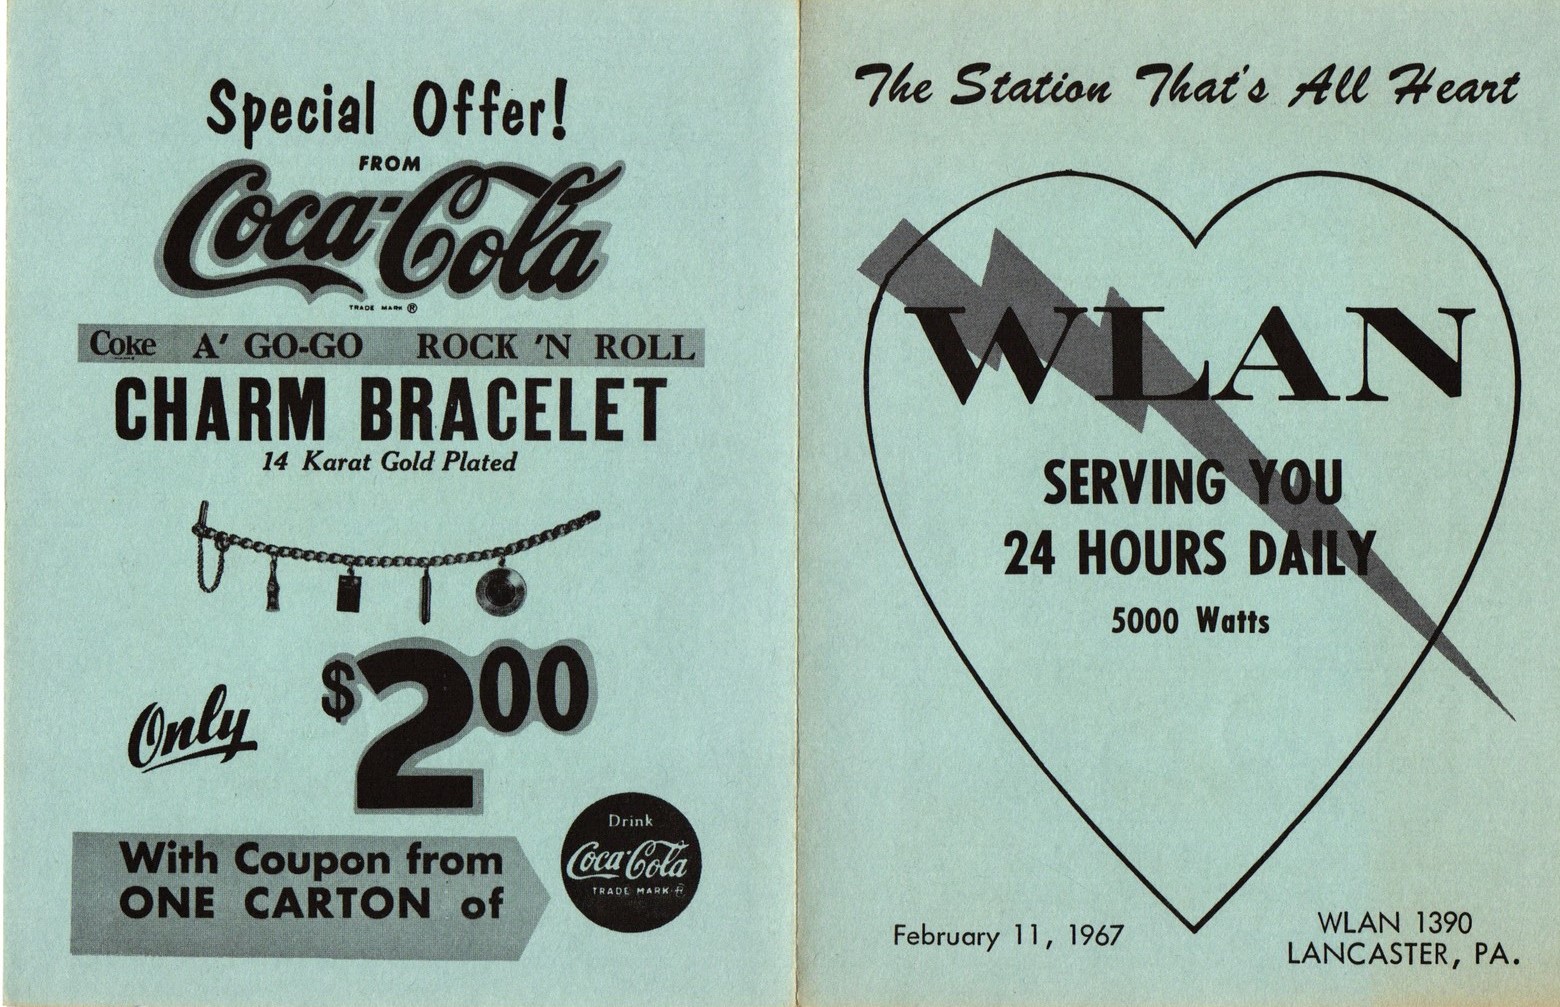 Special Offer!
FROM
Coca-Cola
TRADE MARK ®
Coke A' GO-GO ROCK 'N ROLL
CHARM BRACELET
14 Karat Gold Plated
Only $2.00
With Coupon from
ONE CARTON of
Drink
Coca-Cola
TRADE MARK ®
The Station That's All Heart
WLAN
SERVING YOU
24 HOURS DAILY
5000 Watts
February 11, 1967
WLAN 1390
LANCASTER, PA.